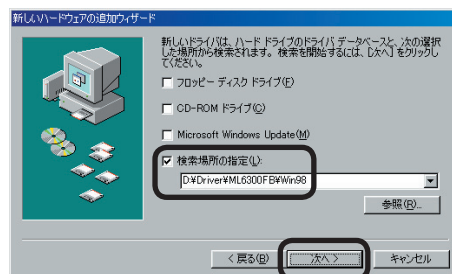 新しいハードウェアの追加ウィザード
新しいドライバは、ハード ドライブのドライバ データベースと、次の選択
した場所から検索されます。検索を開始するには、[次へ] をクリックし
てください。
フロッピー ディスク ドライブ(F)
CD-ROM ドライブ(C)
Microsoft Windows Update(M)
検索場所の指定(L):
D:¥Driver¥ML6300FB¥Win98
参照(R)...
< 戻る(B)
次へ >
キャンセル